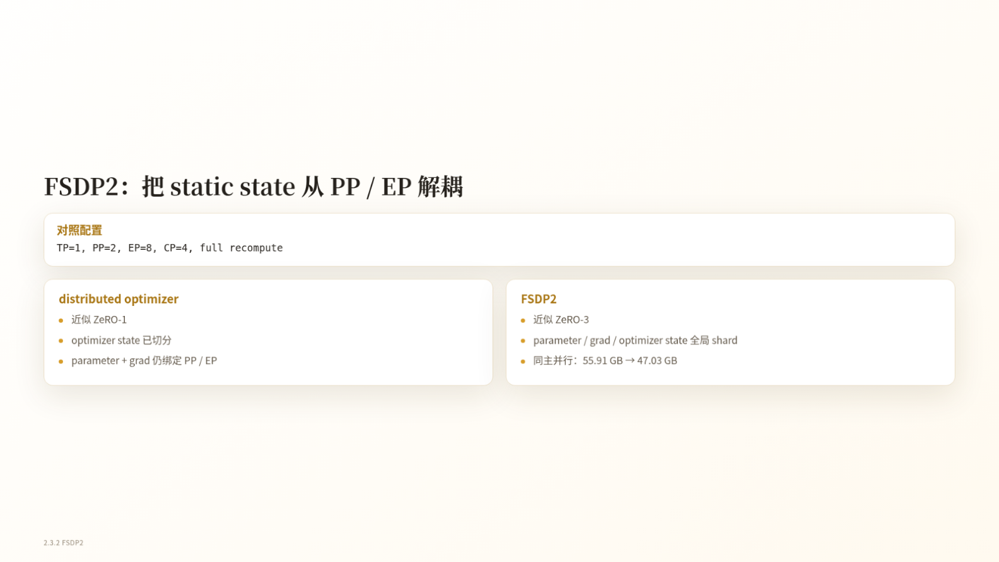 FSDP2：把 static state 从 PP / EP 解耦
对照配置
TP=1, PP=2, EP=8, CP=4, full recompute
distributed optimizer
近似 ZeRO-1
optimizer state 已切分
parameter + grad 仍绑定 PP / EP
FSDP2
近似 ZeRO-3
parameter / grad / optimizer state 全局 shard
同主并行：55.91 GB → 47.03 GB
2.3.2 FSDP2